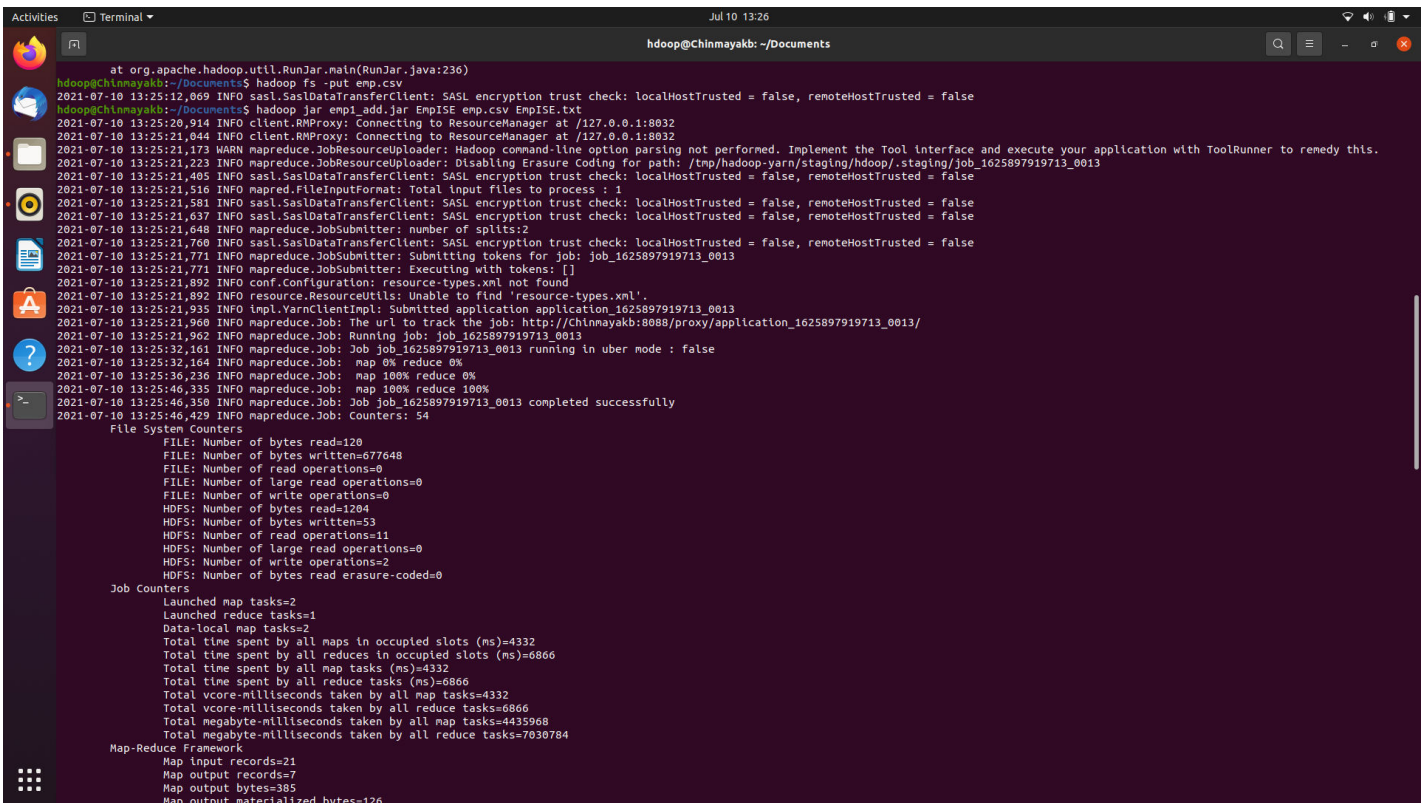 Activities
Terminal
Jul 10 13:26
hdoop@Chinmayakb: ~/Documents
at org.apache.hadoop.util.RunJar.main(RunJar.java:236)
hdoop@Chinmayakb:~/Documents$ hadoop fs -put emp.csv
2021-07-10 13:25:12,069 INFO sasl.SaslDataTransferClient: SASL encryption trust check: localHostTrusted = false, remoteHostTrusted = false
hdoop@Chinmayakb:~/Documents$ hadoop jar emp1_add.jar EmpISE emp.csv EmpISE.txt
2021-07-10 13:25:20,914 INFO client.RMProxy: Connecting to ResourceManager at /127.0.0.1:8032
2021-07-10 13:25:21,044 INFO client.RMProxy: Connecting to ResourceManager at /127.0.0.1:8032
2021-07-10 13:25:21,173 WARN mapreduce.JobResourceUploader: Hadoop command-line option parsing not performed. Implement the Tool interface and execute your application with ToolRunner to remedy this.
2021-07-10 13:25:21,223 INFO mapreduce.JobResourceUploader: Disabling Erasure Coding for path: /tmp/hadoop-yarn/staging/hdoop/.staging/job_1625897919713_0013
2021-07-10 13:25:21,405 INFO sasl.SaslDataTransferClient: SASL encryption trust check: localHostTrusted = false, remoteHostTrusted = false
2021-07-10 13:25:21,516 INFO mapred.FileInputFormat: Total input files to process : 1
2021-07-10 13:25:21,581 INFO sasl.SaslDataTransferClient: SASL encryption trust check: localHostTrusted = false, remoteHostTrusted = false
2021-07-10 13:25:21,637 INFO sasl.SaslDataTransferClient: SASL encryption trust check: localHostTrusted = false, remoteHostTrusted = false
2021-07-10 13:25:21,648 INFO mapreduce.JobSubmitter: number of splits:2
2021-07-10 13:25:21,760 INFO sasl.SaslDataTransferClient: SASL encryption trust check: localHostTrusted = false, remoteHostTrusted = false
2021-07-10 13:25:21,771 INFO mapreduce.JobSubmitter: Submitting tokens for job: job_1625897919713_0013
2021-07-10 13:25:21,771 INFO mapreduce.JobSubmitter: Executing with tokens: []
2021-07-10 13:25:21,892 INFO conf.Configuration: resource-types.xml not found
2021-07-10 13:25:21,892 INFO resource.ResourceUtils: Unable to find 'resource-types.xml'.
2021-07-10 13:25:21,935 INFO impl.YarnClientImpl: Submitted application application_1625897919713_0013
2021-07-10 13:25:21,960 INFO mapreduce.Job: The url to track the job: http://Chinmayakb:8088/proxy/application_1625897919713_0013/
2021-07-10 13:25:21,962 INFO mapreduce.Job: Running job: job_1625897919713_0013
2021-07-10 13:25:32,161 INFO mapreduce.Job: Job job_1625897919713_0013 running in uber mode : false
2021-07-10 13:25:32,164 INFO mapreduce.Job:  map 0% reduce 0%
2021-07-10 13:25:36,236 INFO mapreduce.Job:  map 100% reduce 0%
2021-07-10 13:25:46,335 INFO mapreduce.Job:  map 100% reduce 100%
2021-07-10 13:25:46,350 INFO mapreduce.Job: Job job_1625897919713_0013 completed successfully
2021-07-10 13:25:46,429 INFO mapreduce.Job: Counters: 54
File System Counters
FILE: Number of bytes read=120
FILE: Number of bytes written=677648
FILE: Number of read operations=0
FILE: Number of large read operations=0
FILE: Number of write operations=0
HDFS: Number of bytes read=1204
HDFS: Number of bytes written=53
HDFS: Number of read operations=11
HDFS: Number of large read operations=0
HDFS: Number of write operations=2
HDFS: Number of bytes read erasure-coded=0
Job Counters
Launched map tasks=2
Launched reduce tasks=1
Data-local map tasks=2
Total time spent by all maps in occupied slots (ms)=4332
Total time spent by all reduces in occupied slots (ms)=6866
Total time spent by all map tasks (ms)=4332
Total time spent by all reduce tasks (ms)=6866
Total vcore-milliseconds taken by all map tasks=4332
Total vcore-milliseconds taken by all reduce tasks=6866
Total megabyte-milliseconds taken by all map tasks=4435968
Total megabyte-milliseconds taken by all reduce tasks=7030784
Map-Reduce Framework
Map input records=21
Map output records=7
Map output bytes=385
Map output materialized bytes=126